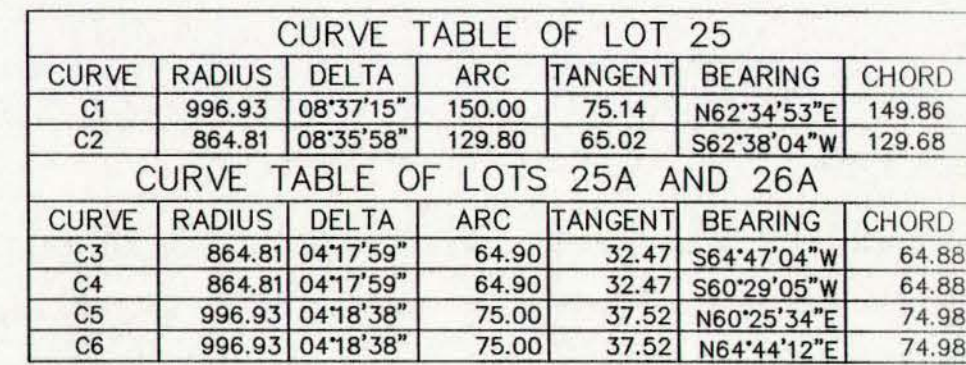 CURVE TABLE OF LOT 25
CURVE RADIUS DELTA ARC TANGENT BEARING CHORD
C1 996.93 08°37'15" 150.00 75.14 N62°34'53"E 149.86
C2 864.81 08°35'58" 129.80 65.02 S62°38'04"W 129.68
CURVE TABLE OF LOTS 25A AND 26A
CURVE RADIUS DELTA ARC TANGENT BEARING CHORD
C3 864.81 04°17'59" 64.90 32.47 S64°47'04"W 64.88
C4 864.81 04°17'59" 64.90 32.47 S60°29'05"W 64.88
C5 996.93 04°18'38" 75.00 37.52 N60°25'34"E 74.98
C6 996.93 04°18'38" 75.00 37.52 N64°44'12"E 74.98